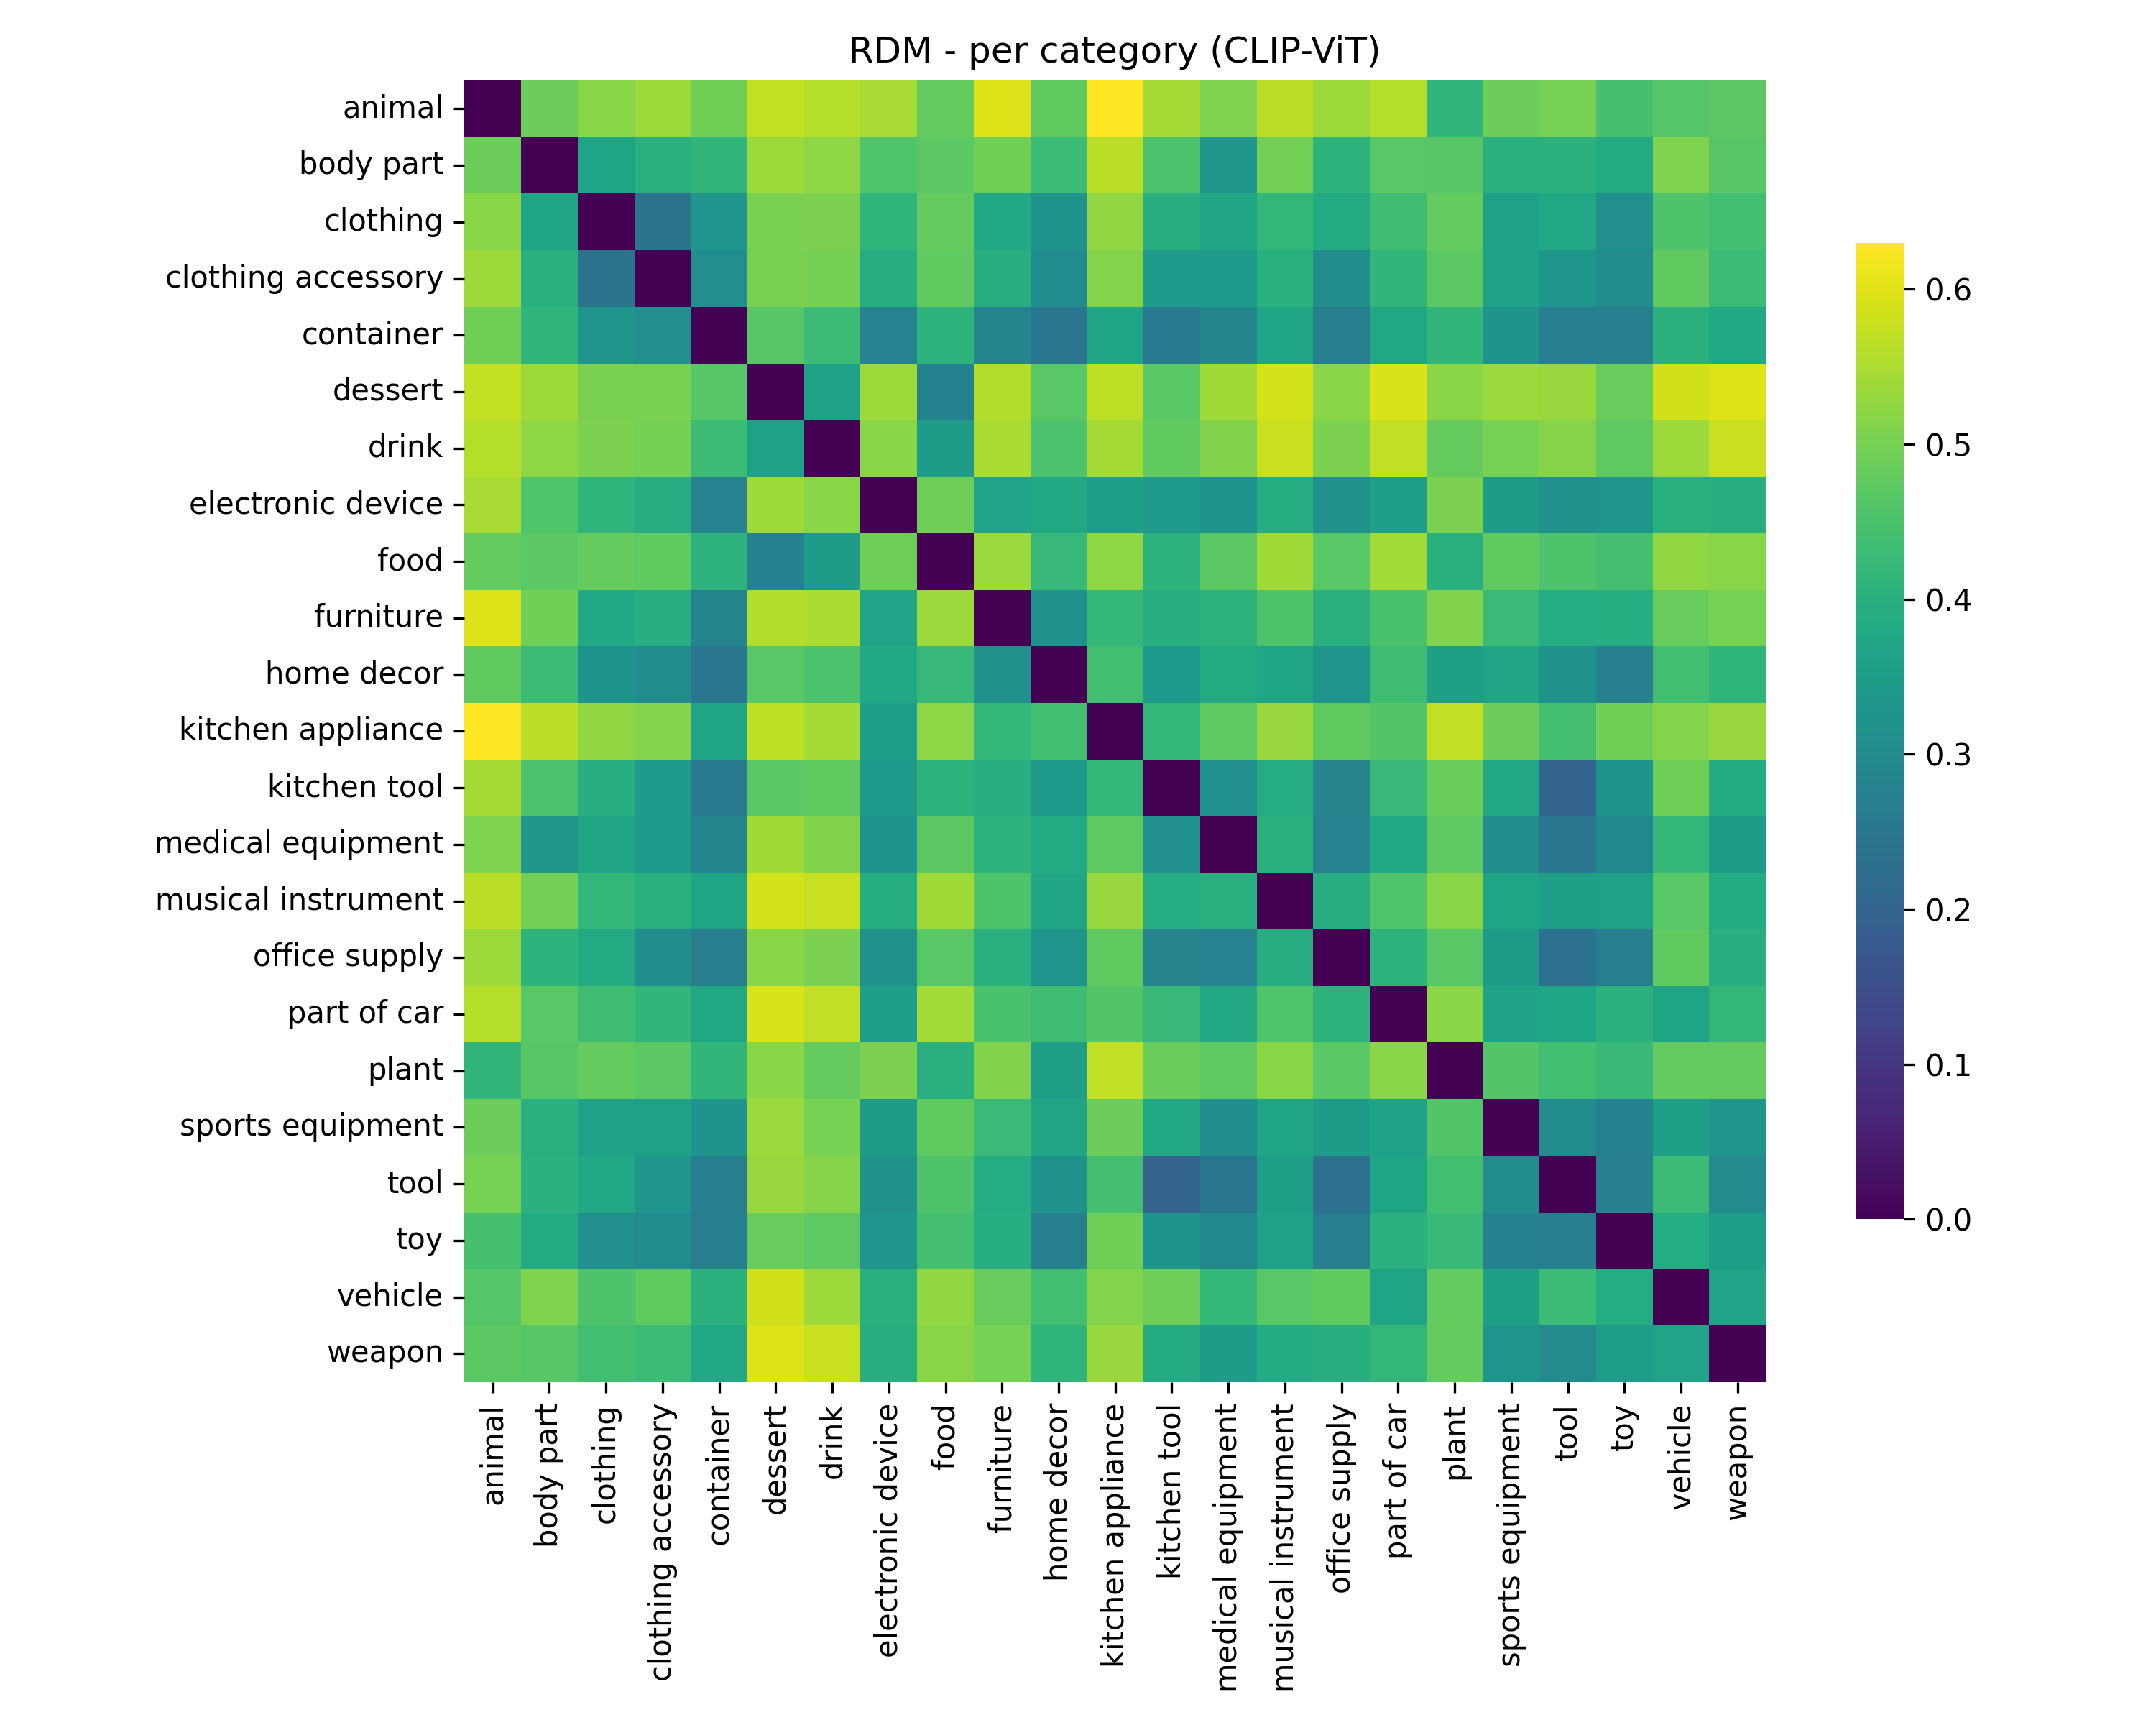 RDM - per category (CLIP-ViT)
animal
body part
clothing
clothing accessory
container
dessert
drink
electronic device
food
furniture
home decor
kitchen appliance
kitchen tool
medical equipment
musical instrument
office supply
part of car
plant
sports equipment
tool
toy
vehicle
weapon
animal
body part
clothing
clothing accessory
container
dessert
drink
electronic device
food
furniture
home decor
kitchen appliance
kitchen tool
medical equipment
musical instrument
office supply
part of car
plant
sports equipment
tool
toy
vehicle
weapon
0.6
0.5
0.4
0.3
0.2
0.1
0.0